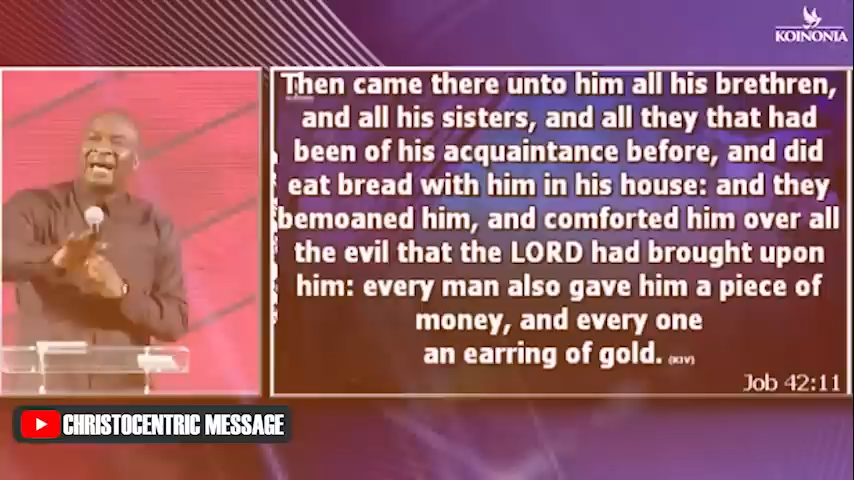 KOINONIA
Then came there unto him all his brethren,
and all his sisters, and all they that had
been of his acquaintance before, and did
eat bread with him in his house: and they
bemoaned him, and comforted him over all
the evil that the LORD had brought upon
him: every man also gave him a piece of
money, and every one
an earring of gold. (KJV)
Job 42:11
CHRISTOCENTRIC MESSAGE